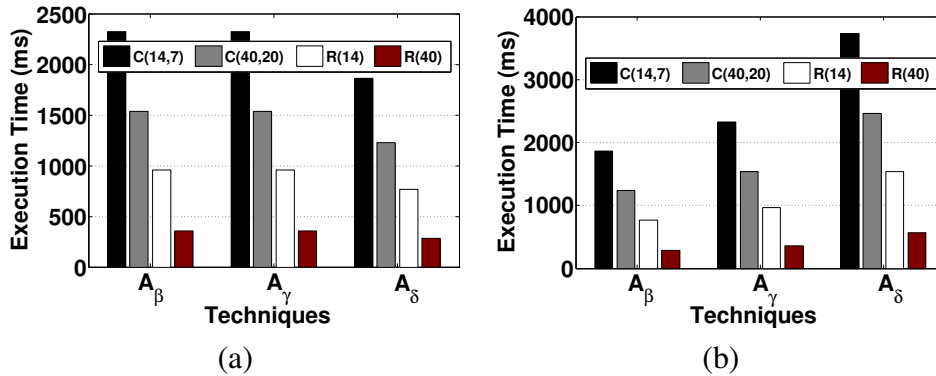 2500
2000
1500
1000
500
0
Execution Time (ms)
C(14,7) C(40,20) R(14) R(40)
Aβ Aγ Aδ
Techniques
(a)
4000
3000
2000
1000
0
Execution Time (ms)
C(14,7) C(40,20) R(14) R(40)
Aβ Aγ Aδ
Techniques
(b)